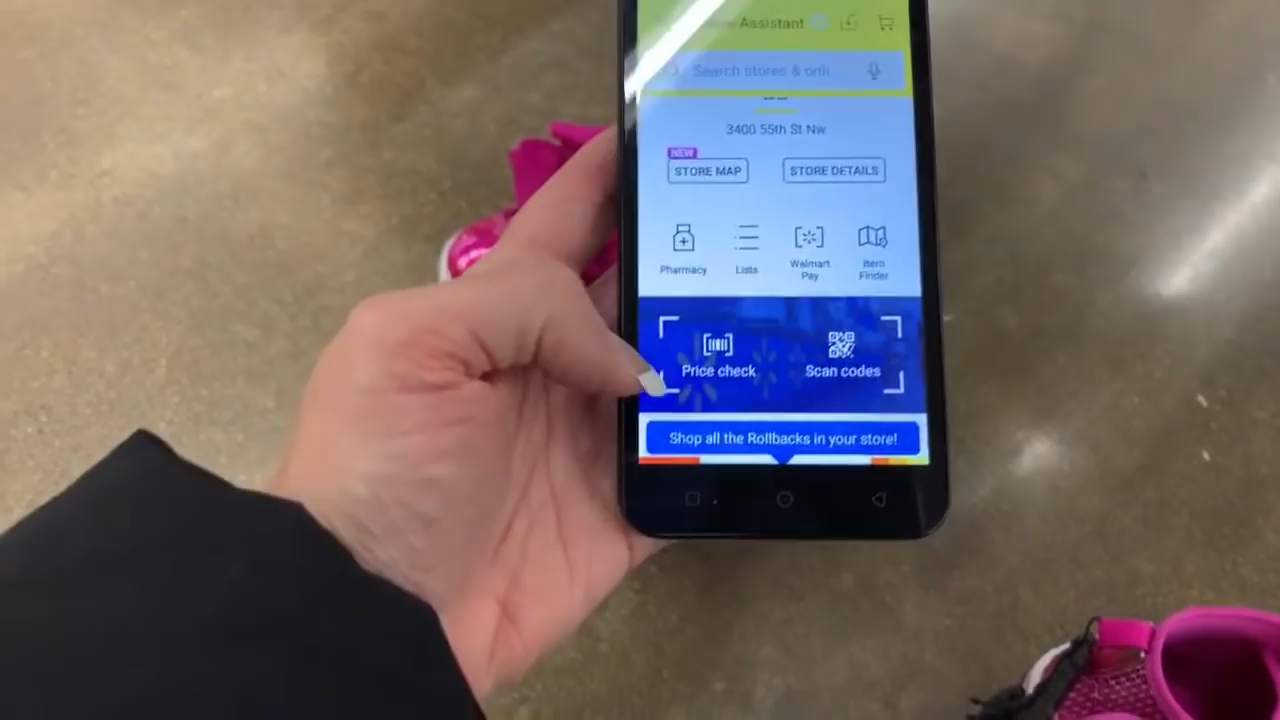 Assistant
Search stores & onli
3400 55th St Nw
NEW
STORE MAP
STORE DETAILS
Pharmacy
Lists
Walmart
Pay
Item
Finder
Price check
Scan codes
Shop all the Rollbacks in your store!